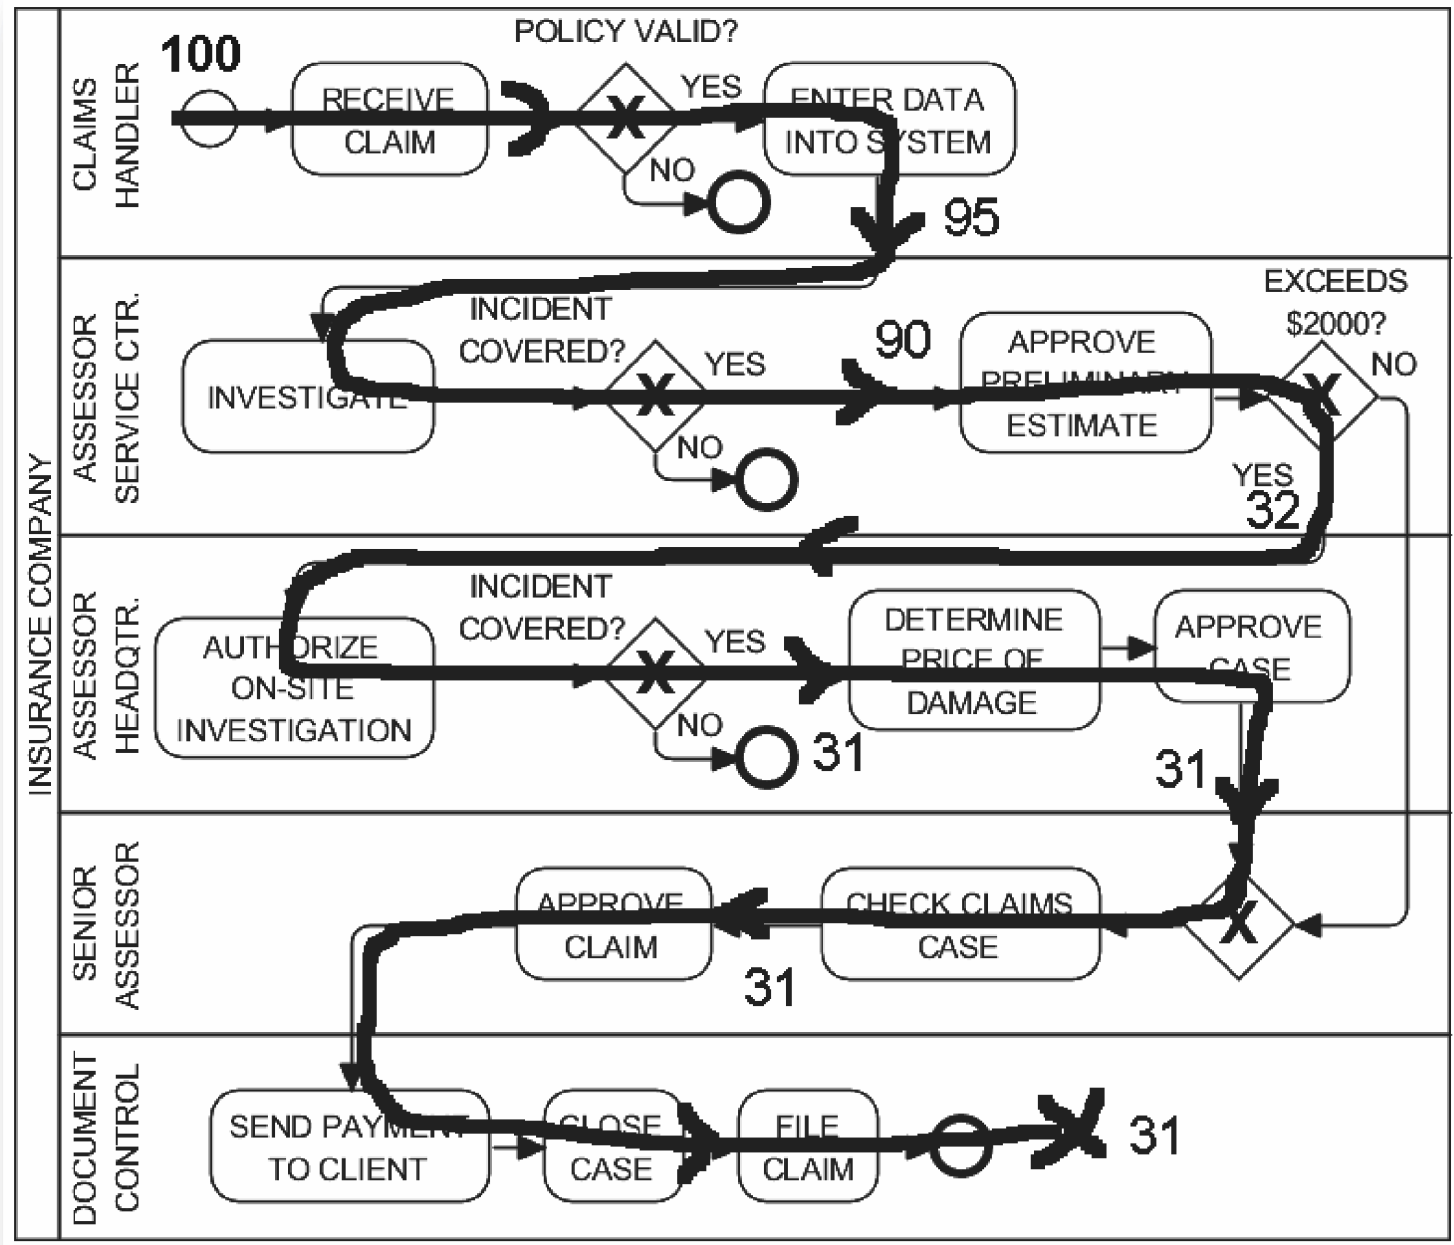 INSURANCE COMPANY
CLAIMS
HANDLER
100
RECEIVE
CLAIM
POLICY VALID?
X
YES
NO
ENTER DATA
INTO SYSTEM
95
ASSESSOR
SERVICE CTR.
INVESTIGATE
INCIDENT
COVERED?
X
YES
NO
90
APPROVE
PRELIMINARY
ESTIMATE
EXCEEDS
$2000?
X
NO
YES
32
ASSESSOR
HEADQTR.
AUTHORIZE
ON-SITE
INVESTIGATION
INCIDENT
COVERED?
X
YES
NO
31
DETERMINE
PRICE OF
DAMAGE
APPROVE
CASE
31
SENIOR
ASSESSOR
APPROVE
CLAIM
31
CHECK CLAIMS
CASE
X
DOCUMENT
CONTROL
SEND PAYMENT
TO CLIENT
CLOSE
CASE
FILE
CLAIM
31